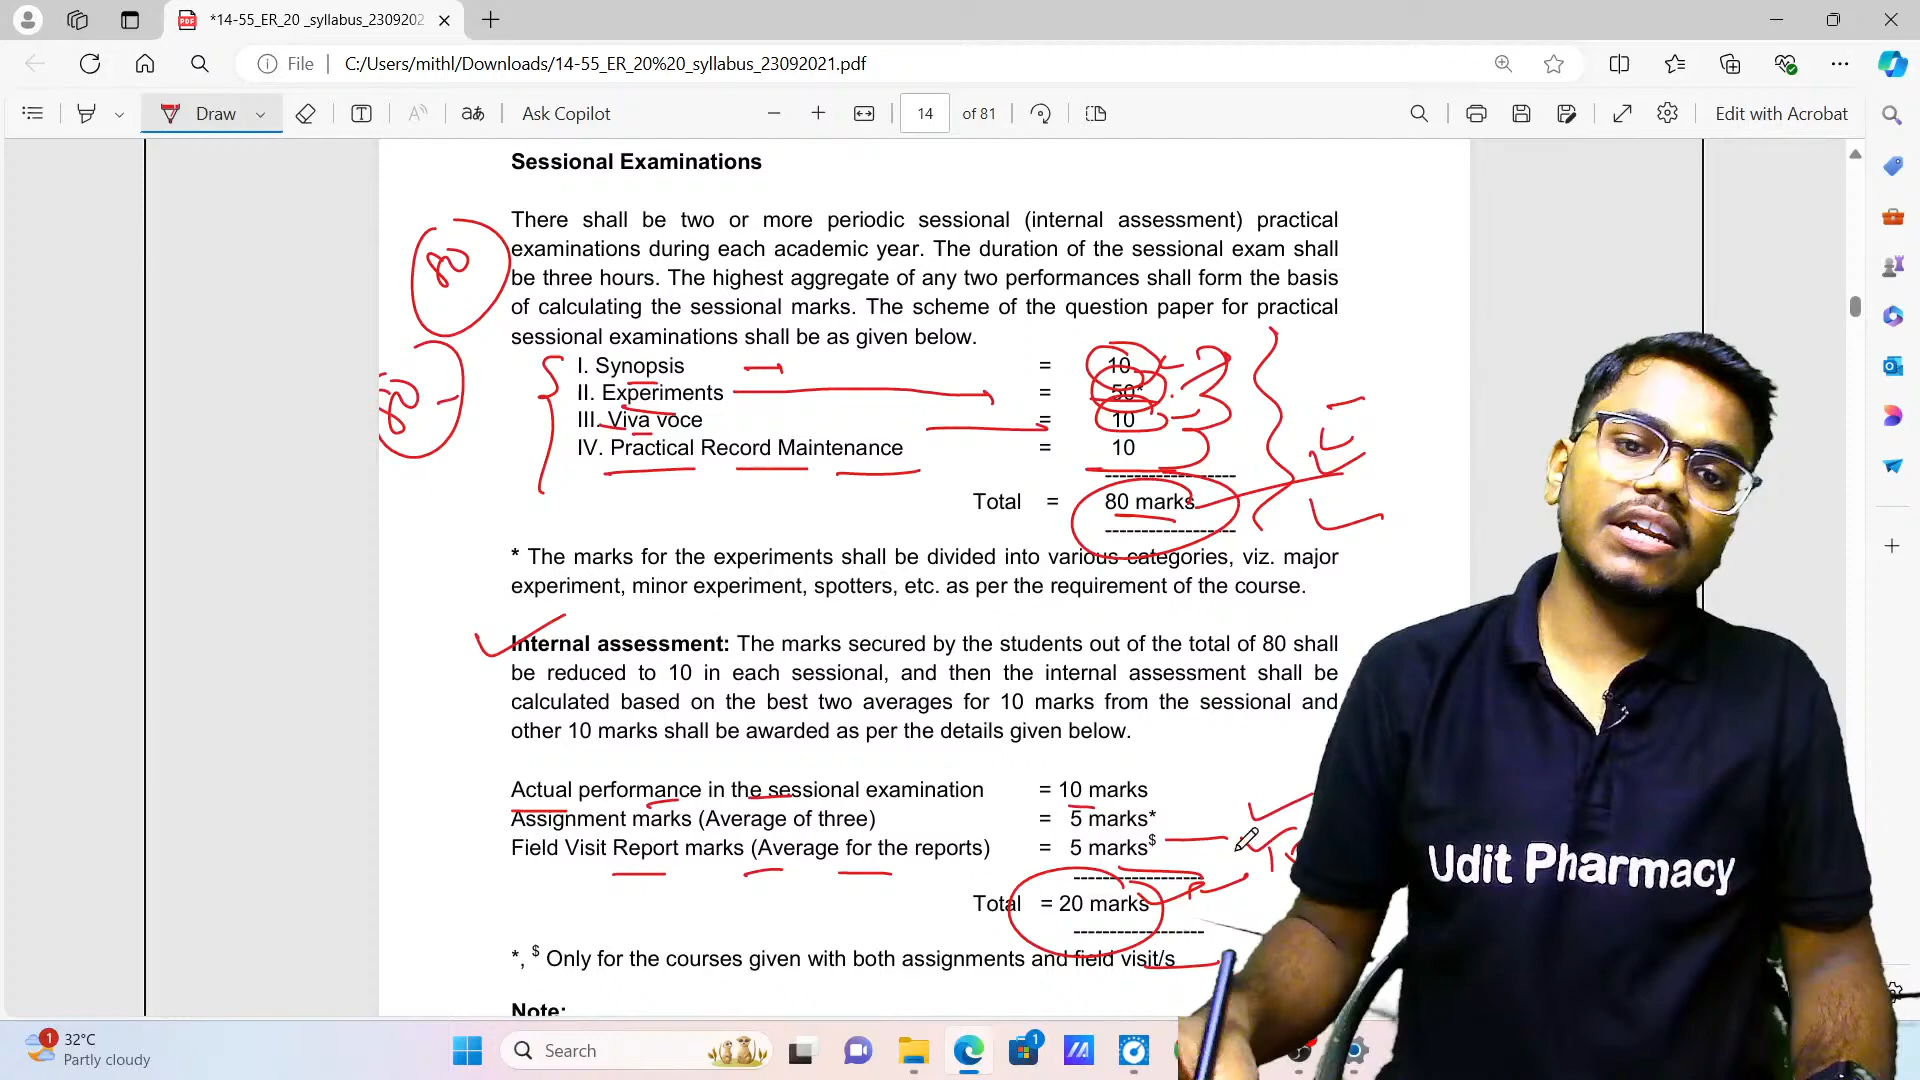 *14-55_ER_20 _syllabus_2309202
File
C:/Users/mithl/Downloads/14-55_ER_20%20_syllabus_23092021.pdf
Draw
aあ
Ask Copilot
14 of 81
Edit with Acrobat
Sessional Examinations
There shall be two or more periodic sessional (internal assessment) practical
examinations during each academic year. The duration of the sessional exam shall
be three hours. The highest aggregate of any two performances shall form the basis
of calculating the sessional marks. The scheme of the question paper for practical
sessional examinations shall be as given below.
80
80
I. Synopsis = 10
II. Experiments = 50*
III. Viva voce = 10
IV. Practical Record Maintenance = 10
Total = 80 marks
* The marks for the experiments shall be divided into various categories, viz. major
experiment, minor experiment, spotters, etc. as per the requirement of the course.
Internal assessment: The marks secured by the students out of the total of 80 shall
be reduced to 10 in each sessional, and then the internal assessment shall be
calculated based on the best two averages for 10 marks from the sessional and
other 10 marks shall be awarded as per the details given below.
Actual performance in the sessional examination = 10 marks
Assignment marks (Average of three) = 5 marks*
Field Visit Report marks (Average for the reports) = 5 marks$
Total = 20 marks
*, $ Only for the courses given with both assignments and field visit/s
Note:
Udit Pharmacy
1
32°C
Partly cloudy
Search
1